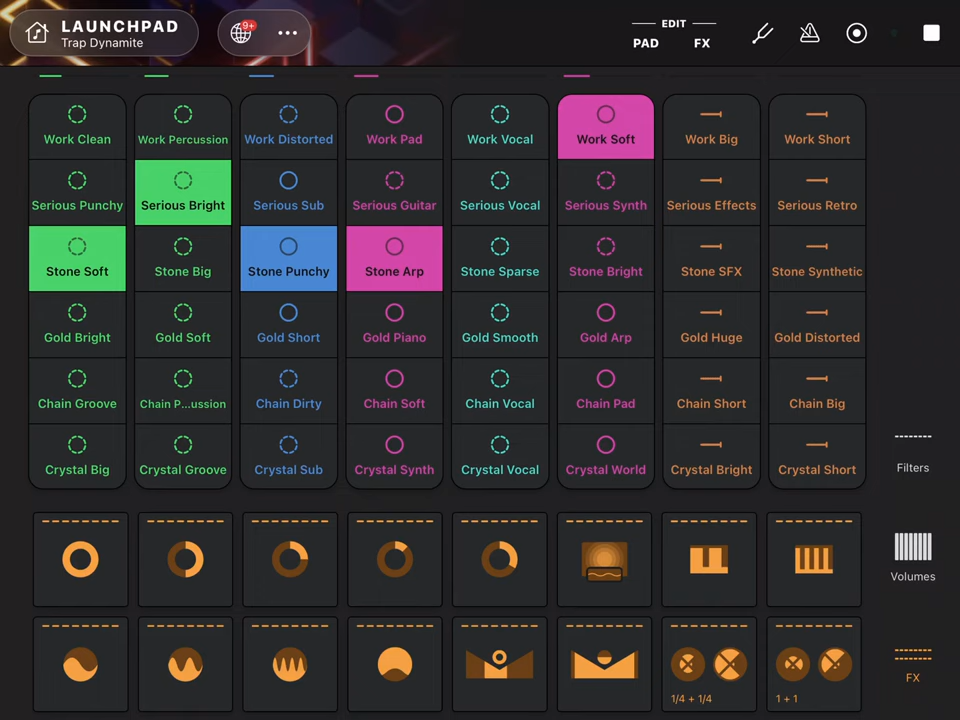 LAUNCHPAD
Trap Dynamite
9+
EDIT
PAD FX
Work Clean Work Percussion Work Distorted Work Pad Work Vocal Work Soft Work Big Work Short
Serious Punchy Serious Bright Serious Sub Serious Guitar Serious Vocal Serious Synth Serious Effects Serious Retro
Stone Soft Stone Big Stone Punchy Stone Arp Stone Sparse Stone Bright Stone SFX Stone Synthetic
Gold Bright Gold Soft Gold Short Gold Piano Gold Smooth Gold Arp Gold Huge Gold Distorted
Chain Groove Chain P...ussion Chain Dirty Chain Soft Chain Vocal Chain Pad Chain Short Chain Big
Crystal Big Crystal Groove Crystal Sub Crystal Synth Crystal Vocal Crystal World Crystal Bright Crystal Short
Filters
Volumes
FX
1/4 + 1/4
1 + 1